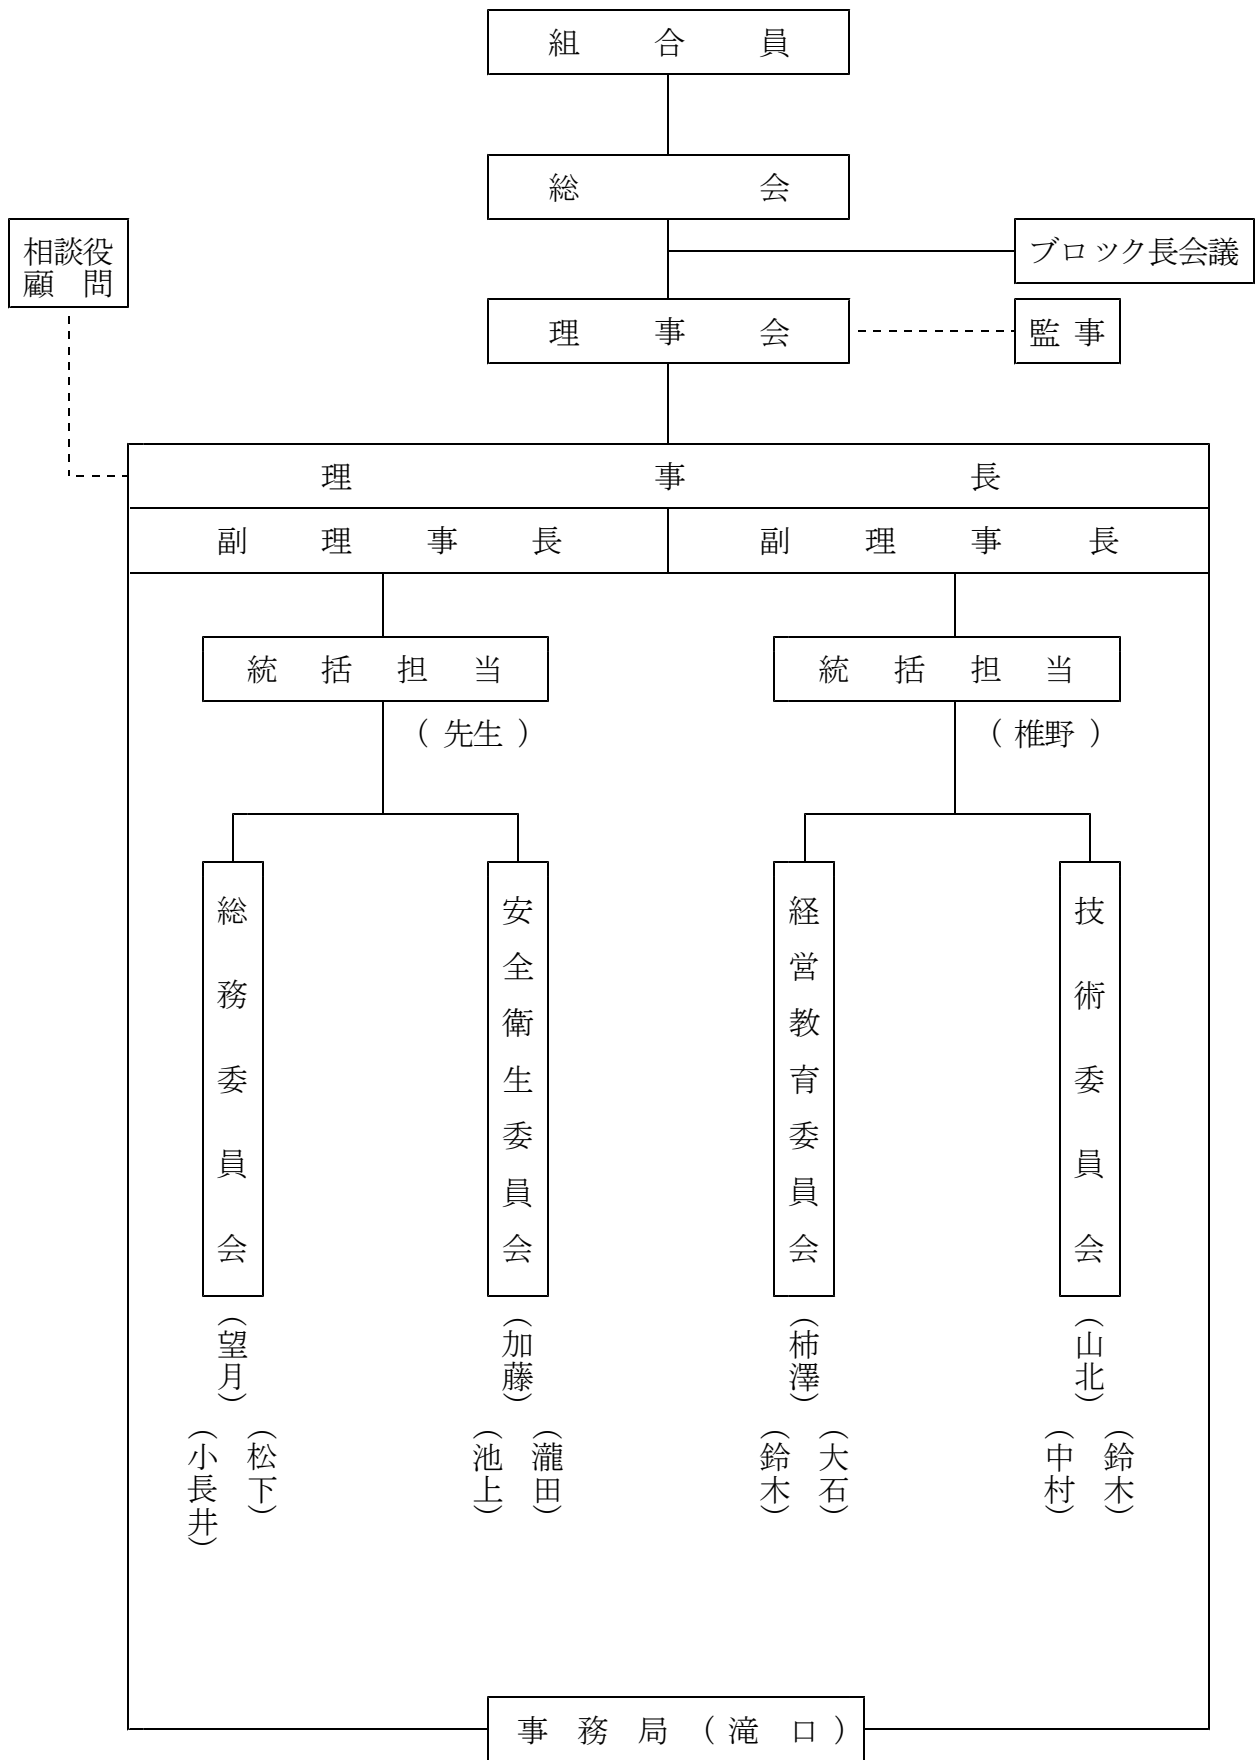 組合員
総会
相談役
顧問
ブロック長会議
理事会
監事
理事長
副理事長
副理事長
統括担当
統括担当
(先生)
(椎野)
総務委員会
安全衛生委員会
経営教育委員会
技術委員会
(望月)
(加藤)
(柿澤)
(山北)
(小長井)
(松下)
(池上)
(瀧田)
(鈴木)
(大石)
(中村)
(鈴木)
事務局(滝口)